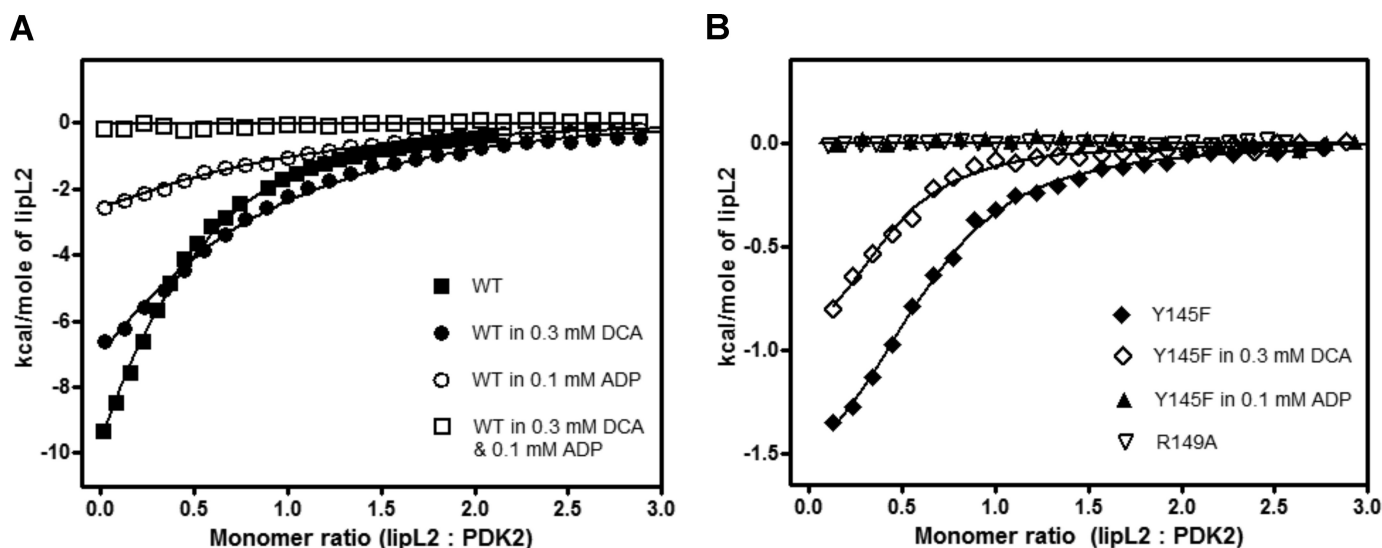 A
kcal/mole of lipL2
0
-2
-4
-6
-8
-10
WT
WT in 0.3 mM DCA
WT in 0.1 mM ADP
WT in 0.3 mM DCA
& 0.1 mM ADP
0.0 0.5 1.0 1.5 2.0 2.5 3.0
Monomer ratio (lipL2 : PDK2)
B
kcal/mole of lipL2
0.0
-0.5
-1.0
-1.5
Y145F
Y145F in 0.3 mM DCA
Y145F in 0.1 mM ADP
R149A
0.0 0.5 1.0 1.5 2.0 2.5 3.0
Monomer ratio (lipL2 : PDK2)